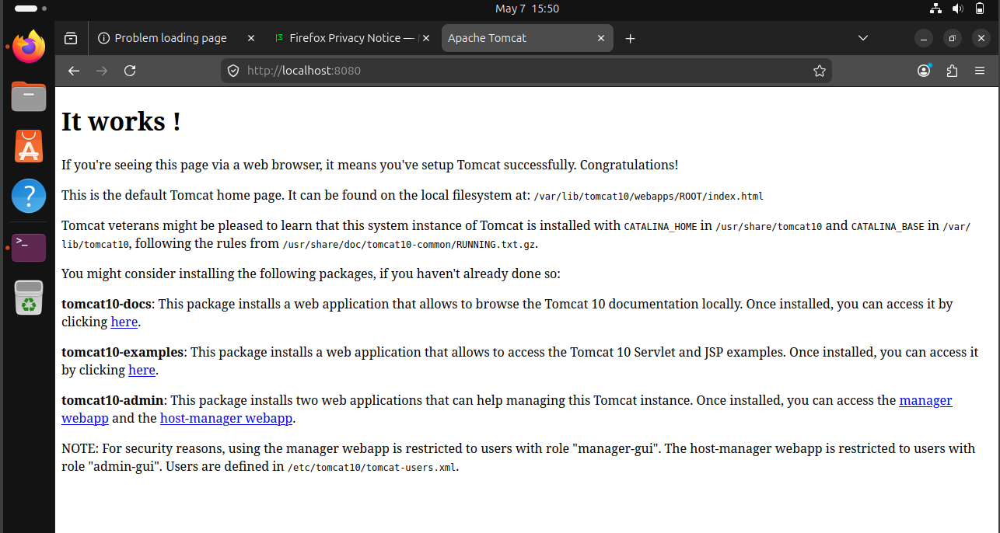 May 7 15:50
Problem loading page
Firefox Privacy Notice —
Apache Tomcat
http://localhost:8080
It works !
If you're seeing this page via a web browser, it means you've setup Tomcat successfully. Congratulations!
This is the default Tomcat home page. It can be found on the local filesystem at: /var/lib/tomcat10/webapps/ROOT/index.html
Tomcat veterans might be pleased to learn that this system instance of Tomcat is installed with CATALINA_HOME in /usr/share/tomcat10 and CATALINA_BASE in /var/
lib/tomcat10, following the rules from /usr/share/doc/tomcat10-common/RUNNING.txt.gz.
You might consider installing the following packages, if you haven't already done so:
tomcat10-docs: This package installs a web application that allows to browse the Tomcat 10 documentation locally. Once installed, you can access it by
clicking here.
tomcat10-examples: This package installs a web application that allows to access the Tomcat 10 Servlet and JSP examples. Once installed, you can access it
by clicking here.
tomcat10-admin: This package installs two web applications that can help managing this Tomcat instance. Once installed, you can access the manager
webapp and the host-manager webapp.
NOTE: For security reasons, using the manager webapp is restricted to users with role "manager-gui". The host-manager webapp is restricted to users with
role "admin-gui". Users are defined in /etc/tomcat10/tomcat-users.xml.